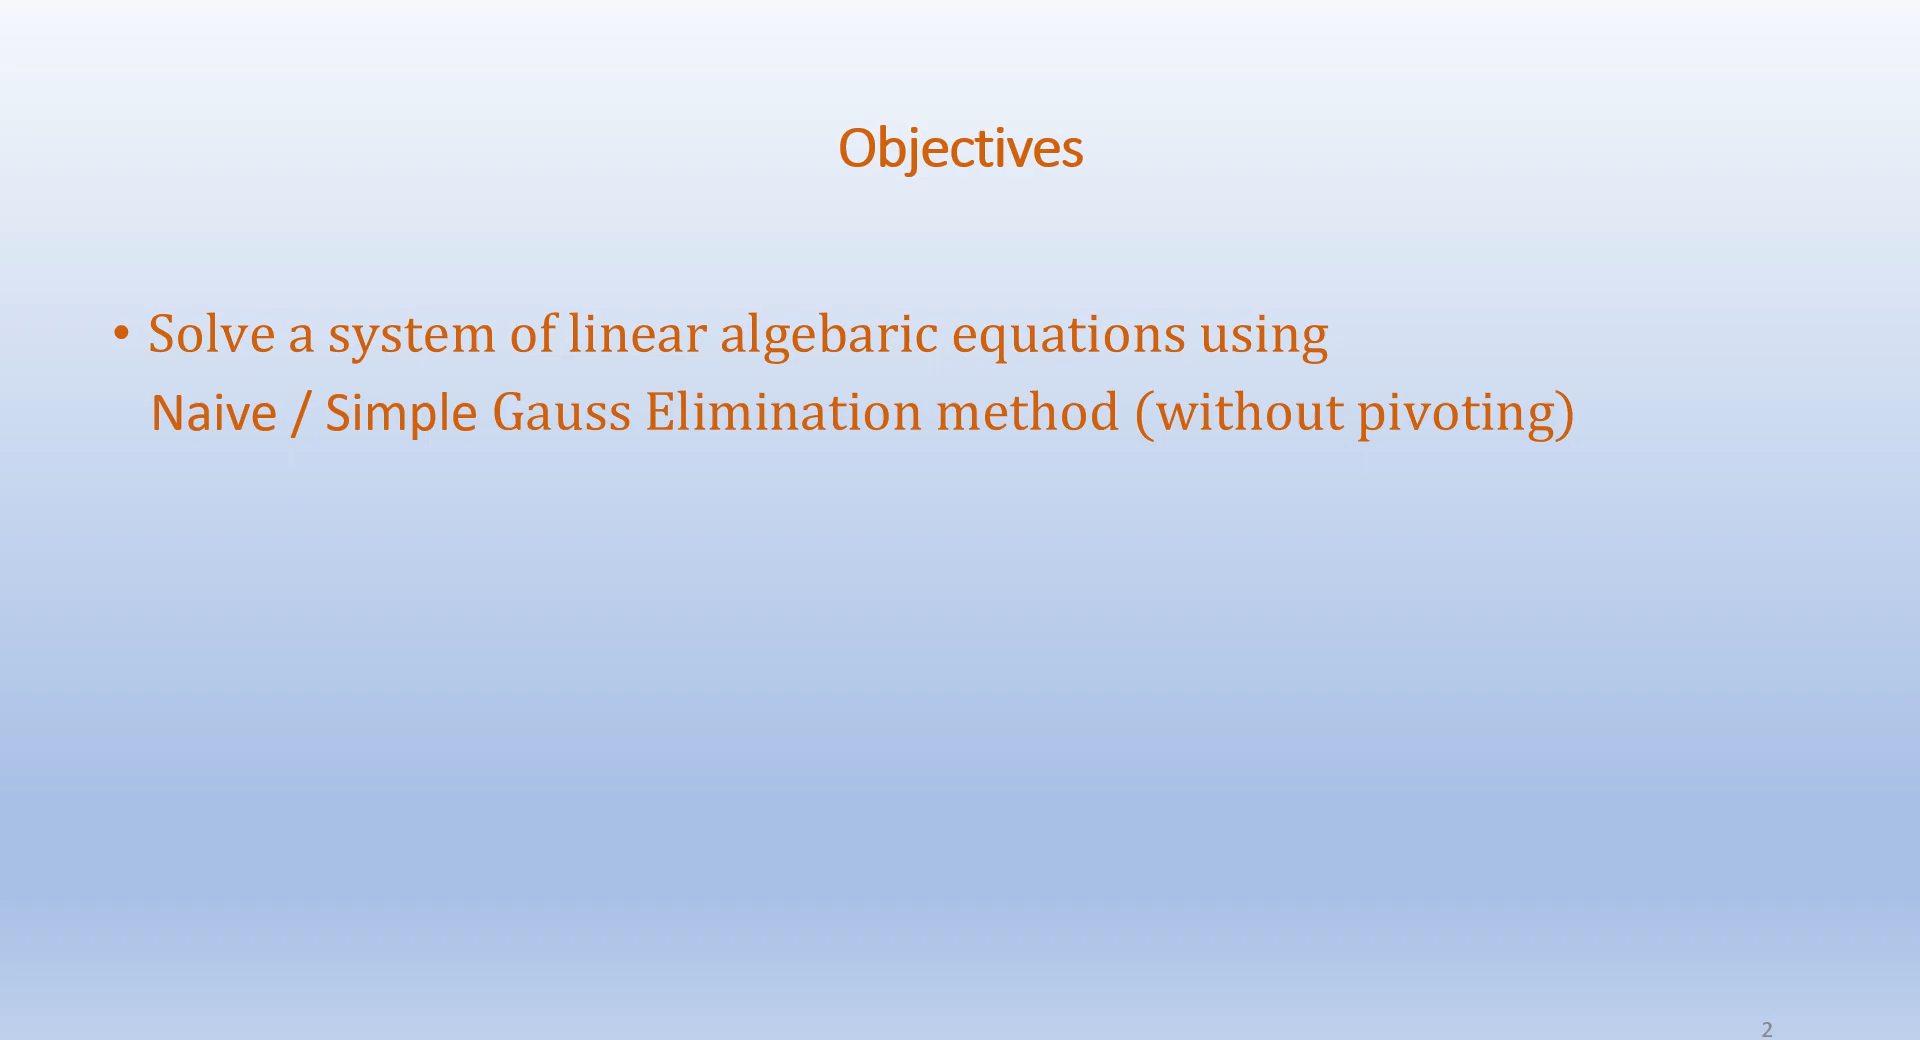 Objectives
• Solve a system of linear algebaric equations using
Naive / Simple Gauss Elimination method (without pivoting)
2